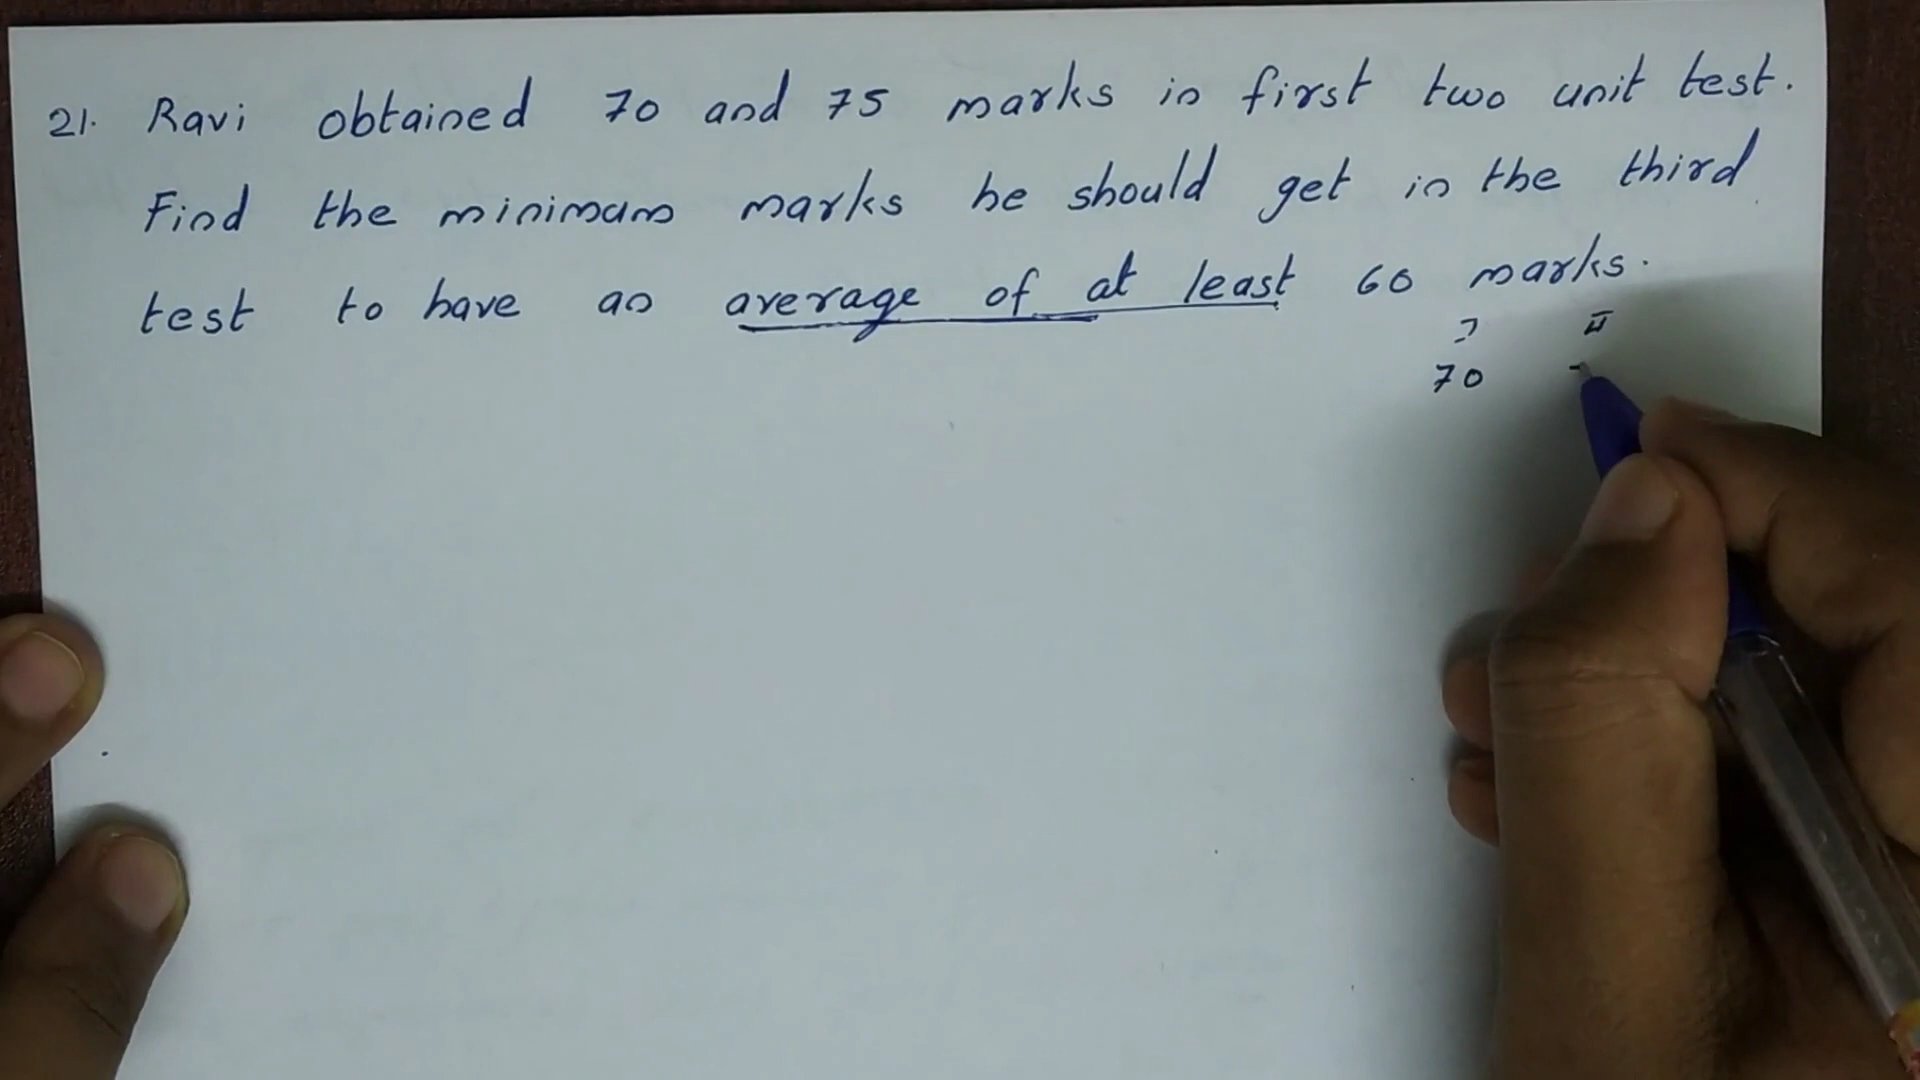 21. Ravi obtained 70 and 75 marks in first two unit test.
Find the minimum marks he should get in the third
test to have an average of at least 60 marks.
I II
70